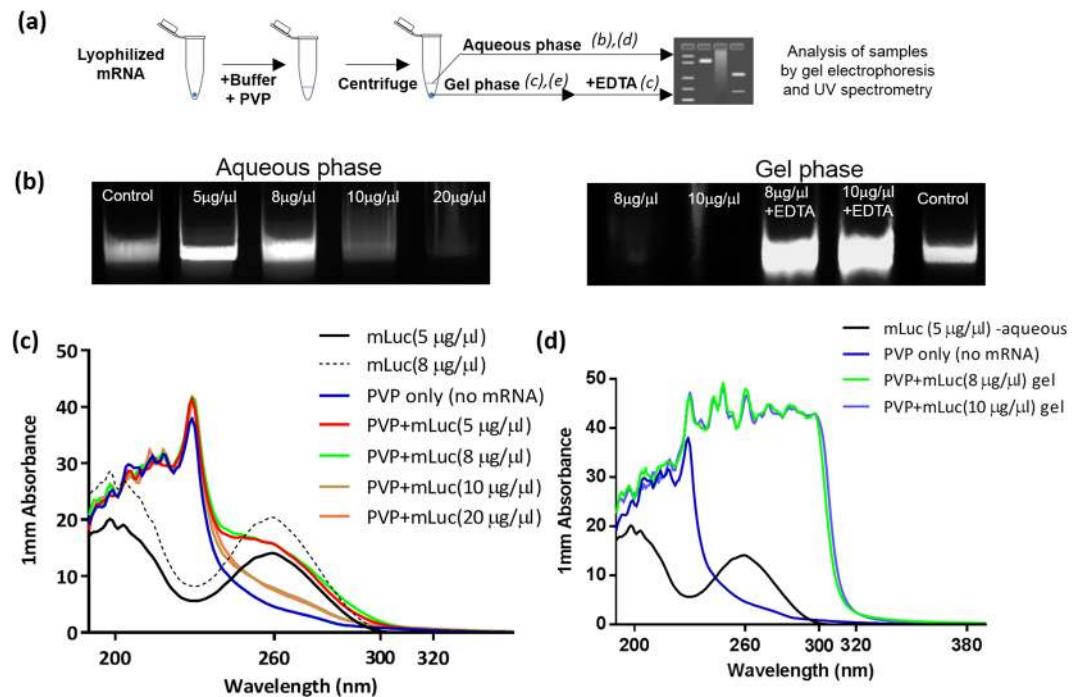 (a)
Lyophilized
mRNA
+Buffer
+ PVP
Centrifuge
Aqueous phase (b),(d)
Gel phase (c),(e)
+EDTA (c)
Analysis of samples
by gel electrophoresis
and UV spectrometry
(b)
Aqueous phase
Control
5µg/µl
8µg/µl
10µg/µl
20µg/µl
Gel phase
8µg/µl
10µg/µl
8µg/µl
+EDTA
10µg/µl
+EDTA
Control
(c)
mLuc(5 µg/µl)
mLuc(8 µg/µl)
PVP only (no mRNA)
PVP+mLuc(5 µg/µl)
PVP+mLuc(8 µg/µl)
PVP+mLuc(10 µg/µl)
PVP+mLuc(20 µg/µl)
1mm Absorbance
50
40
30
20
10
0
200
260
300
320
Wavelength (nm)
(d)
mLuc (5 µg/µl) -aqueous
PVP only (no mRNA)
PVP+mLuc(8 µg/µl) gel
PVP+mLuc(10 µg/µl) gel
1mm Absorbance
50
40
30
20
10
0
200
260
300
320
380
Wavelength (nm)